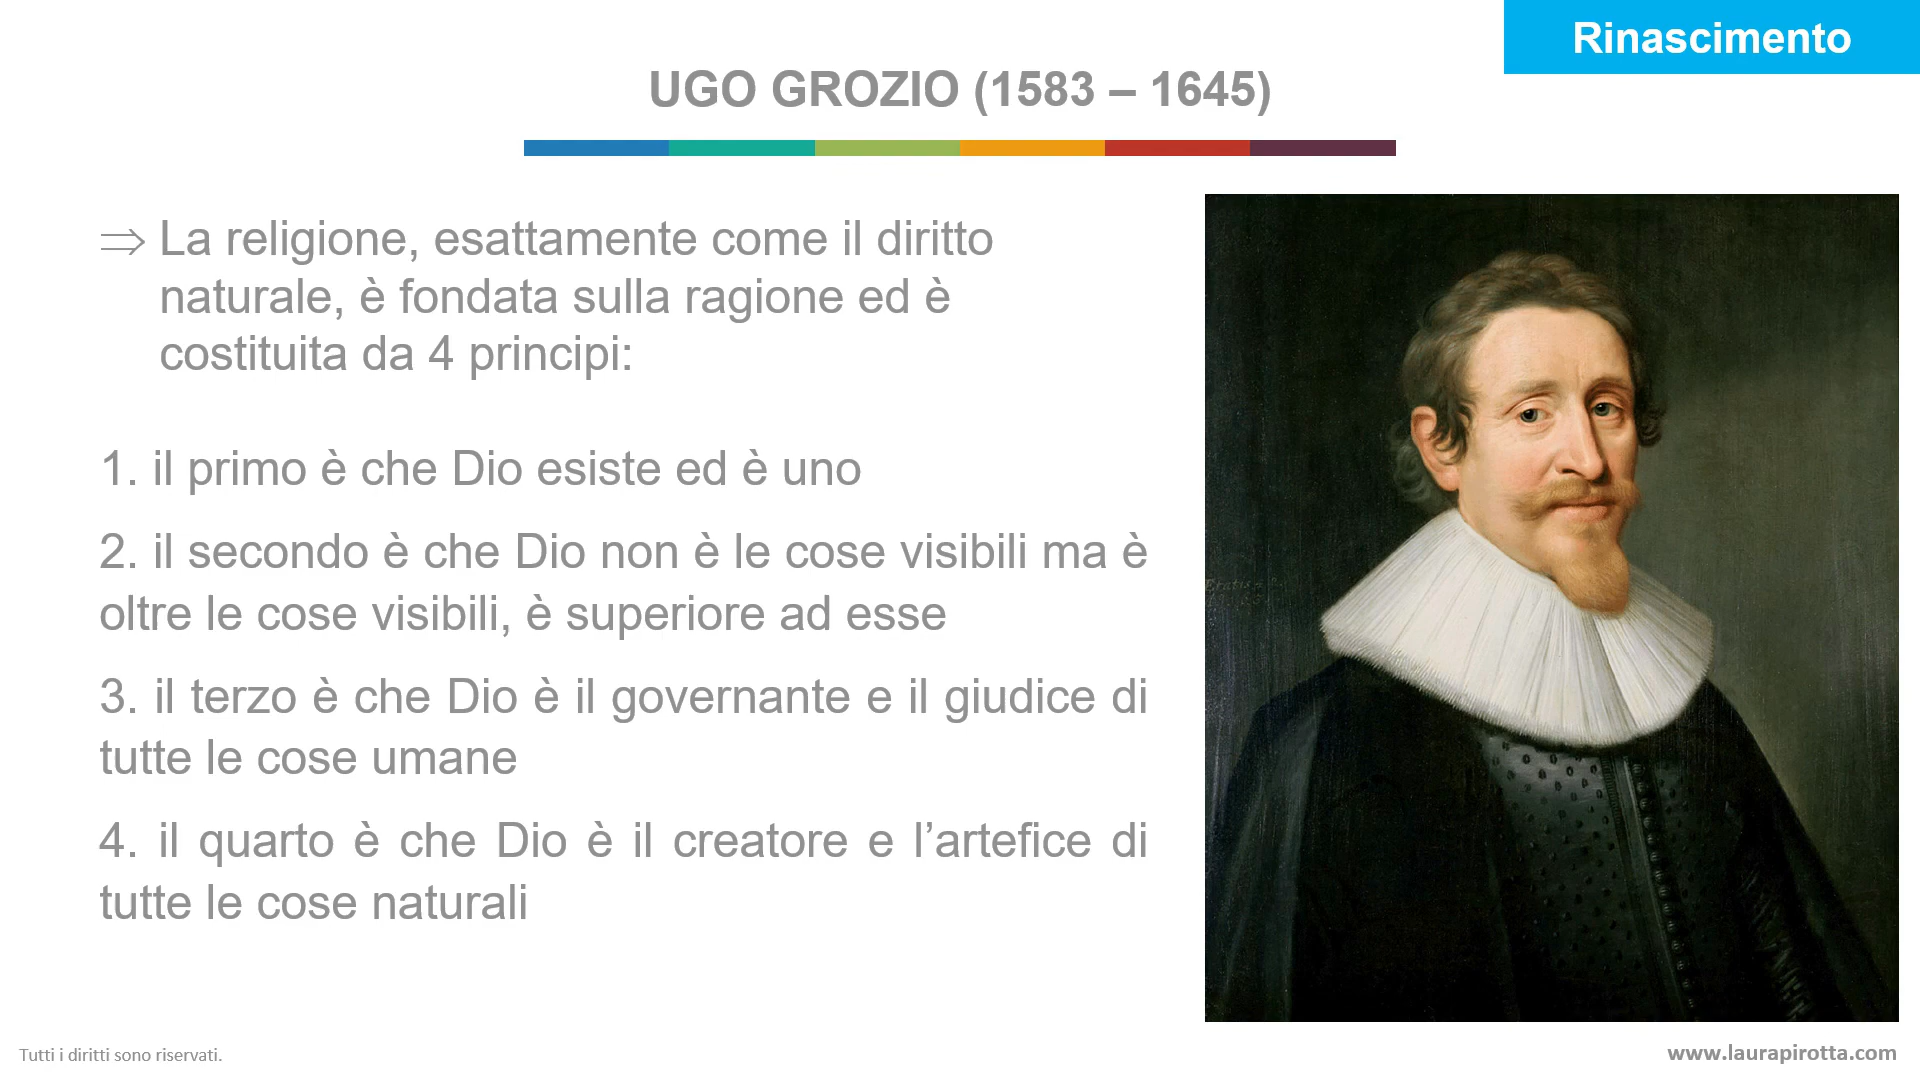 Rinascimento
UGO GROZIO (1583 – 1645)
⇒ La religione, esattamente come il diritto
naturale, è fondata sulla ragione ed è
costituita da 4 principi:
1. il primo è che Dio esiste ed è uno
2. il secondo è che Dio non è le cose visibili ma è
oltre le cose visibili, è superiore ad esse
3. il terzo è che Dio è il governante e il giudice di
tutte le cose umane
4. il quarto è che Dio è il creatore e l’artefice di
tutte le cose naturali
Tutti i diritti sono riservati.
www.laurapirotta.com